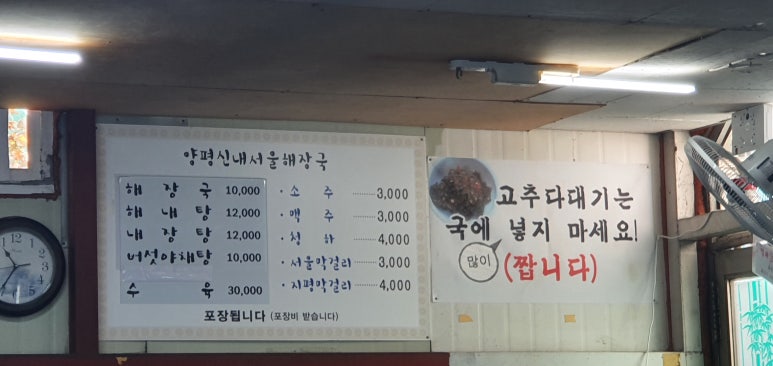 양평신내서울해장국
해 장 국 10,000
해 내 탕 12,000
내 장 탕 12,000
버섯야채탕 10,000
수 육 30,000
· 소 주 ········ 3,000
· 맥 주 ········ 3,000
· 청 하 ········ 4,000
· 서울막걸리 ········ 3,000
· 지평막걸리 ········ 4,000
포장됩니다 (포장비 받습니다)
고추다대기는
국에 넣지 마세요!
많이
(짭니다)
12